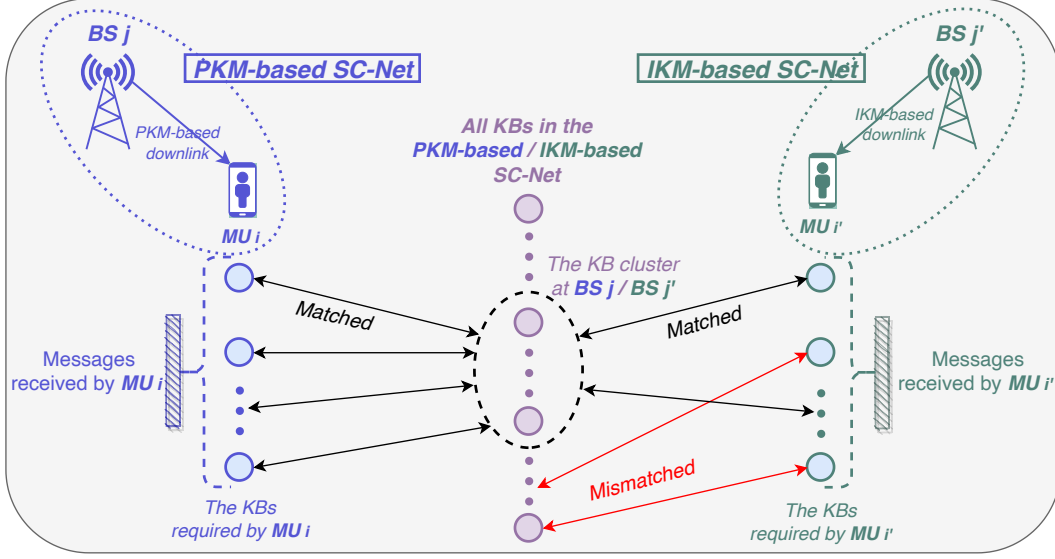 BS j
PKM-based SC-Net
PKM-based
downlink
MU i
IKM-based SC-Net
BS j'
IKM-based
downlink
MU i'
All KBs in the
PKM-based / IKM-based
SC-Net
The KB cluster
at BS j / BS j'
Matched
Matched
Mismatched
Messages
received by MU i
Messages
received by MU i'
The KBs
required by MU i
The KBs
required by MU i'